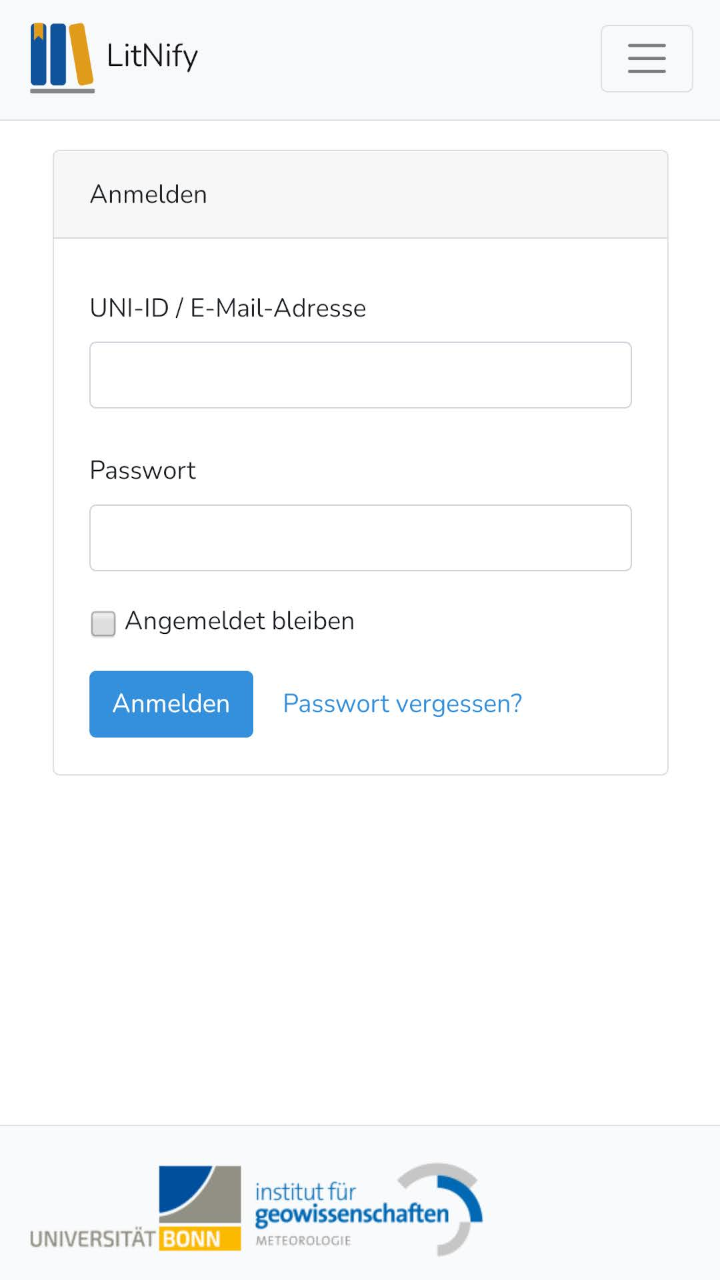 LitNify
Anmelden
UNI-ID / E-Mail-Adresse
Passwort
Angemeldet bleiben
Anmelden
Passwort vergessen?
UNIVERSITÄT BONN
institut für
geowissenschaften
METEOROLOGIE